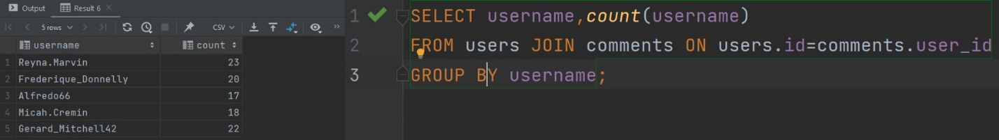 Output Result 6
5 rows CSV
username count
1 Reyna.Marvin 23
2 Frederique_Donnelly 20
3 Alfredo66 17
4 Micah.Cremin 18
5 Gerard_Mitchell42 22
1 SELECT username,count(username)
2 FROM users JOIN comments ON users.id=comments.user_id
3 GROUP BY username;